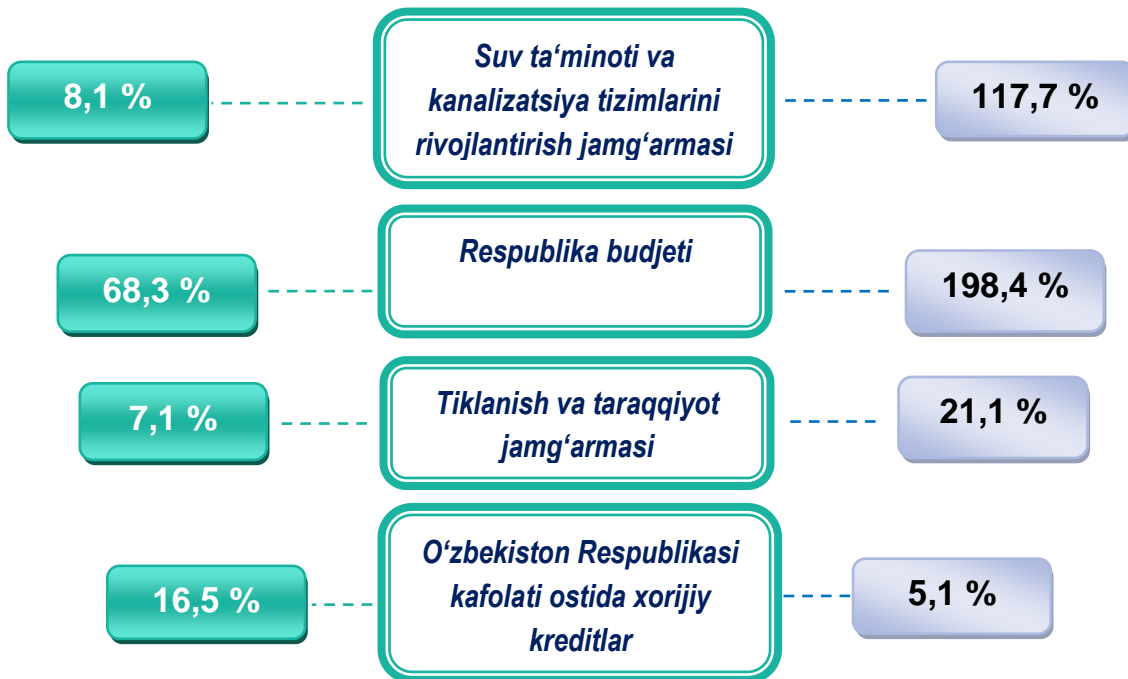 8,1 %
Suv ta‘minoti va
kanalizatsiya tizimlarini
rivojlantirish jamg‘armasi
117,7 %
68,3 %
Respublika budjeti
198,4 %
7,1 %
Tiklanish va taraqqiyot
jamg‘armasi
21,1 %
16,5 %
O‘zbekiston Respublikasi
kafolati ostida xorijiy
kreditlar
5,1 %